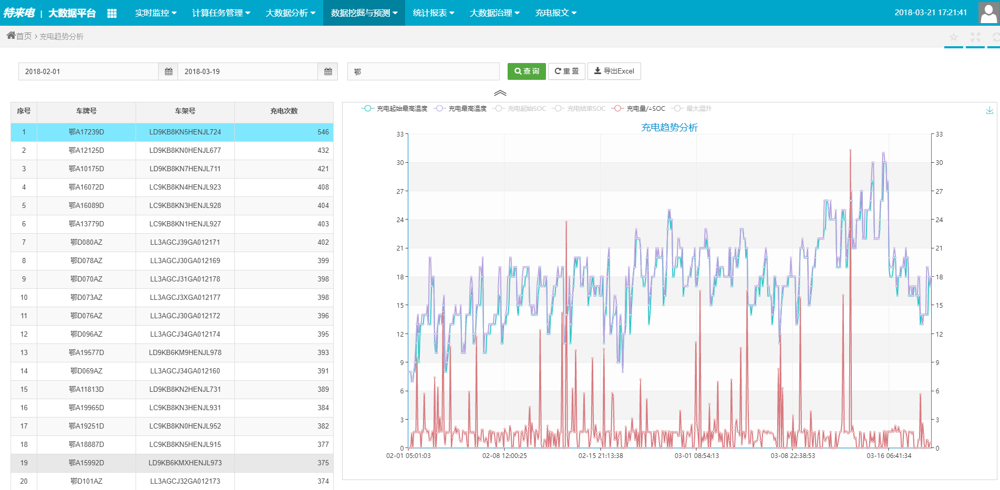 特来电 | 大数据平台 实时监控 计算任务管理 大数据分析 数据挖掘与预测 统计报表 大数据治理 充电报文 2018-03-21 17:21:41
首页 > 充电趋势分析
2018-02-01 2018-03-19 鄂 查询 重置 导出Excel
序号 车牌号 车架号 充电次数
1 鄂A17239D LD9KB8KN5HENJL724 546
2 鄂A12125D LD9KB8KN0HENJL677 432
3 鄂A10175D LD9KB8KN7HENJL711 421
4 鄂A16072D LC9KB8KN4HENJL923 408
5 鄂A16089D LC9KB8KN3HENJL928 404
6 鄂A13779D LC9KB8KN1HENJL927 403
7 鄂D080AZ LL3AGCJ39GA012171 402
8 鄂D078AZ LL3AGCJ30GA012169 399
9 鄂D070AZ LL3AGCJ31GA012178 398
10 鄂D073AZ LL3AGCJ3XGA012177 398
11 鄂D076AZ LL3AGCJ30GA012172 396
12 鄂D096AZ LL3AGCJ34GA012174 395
13 鄂A19577D LD9KB6KM9HENJL978 393
14 鄂D069AZ LL3AGCJ34GA012160 391
15 鄂A11813D LD9KB8KN2HENJL731 389
16 鄂A19965D LC9KB8KN3HENJL931 384
17 鄂A19251D LC9KB8KN0HENJL952 382
18 鄂A18887D LC9KB8KN5HENJL915 377
19 鄂A15992D LD9KB6KMXHENJL973 375
20 鄂D101AZ LL3AGCJ32GA012173 374
充电起始最高温度 充电最高温度 充电起始SOC 充电结束SOC 充电量/△SOC 最大温升
充电趋势分析
33 33
30 30
27 27
24 24
21 21
18 18
15 15
12 12
9 9
6 6
3 3
0 0
02-01 05:01:03 02-08 12:00:25 02-15 21:13:38 03-01 08:54:13 03-08 22:38:53 03-16 06:41:34